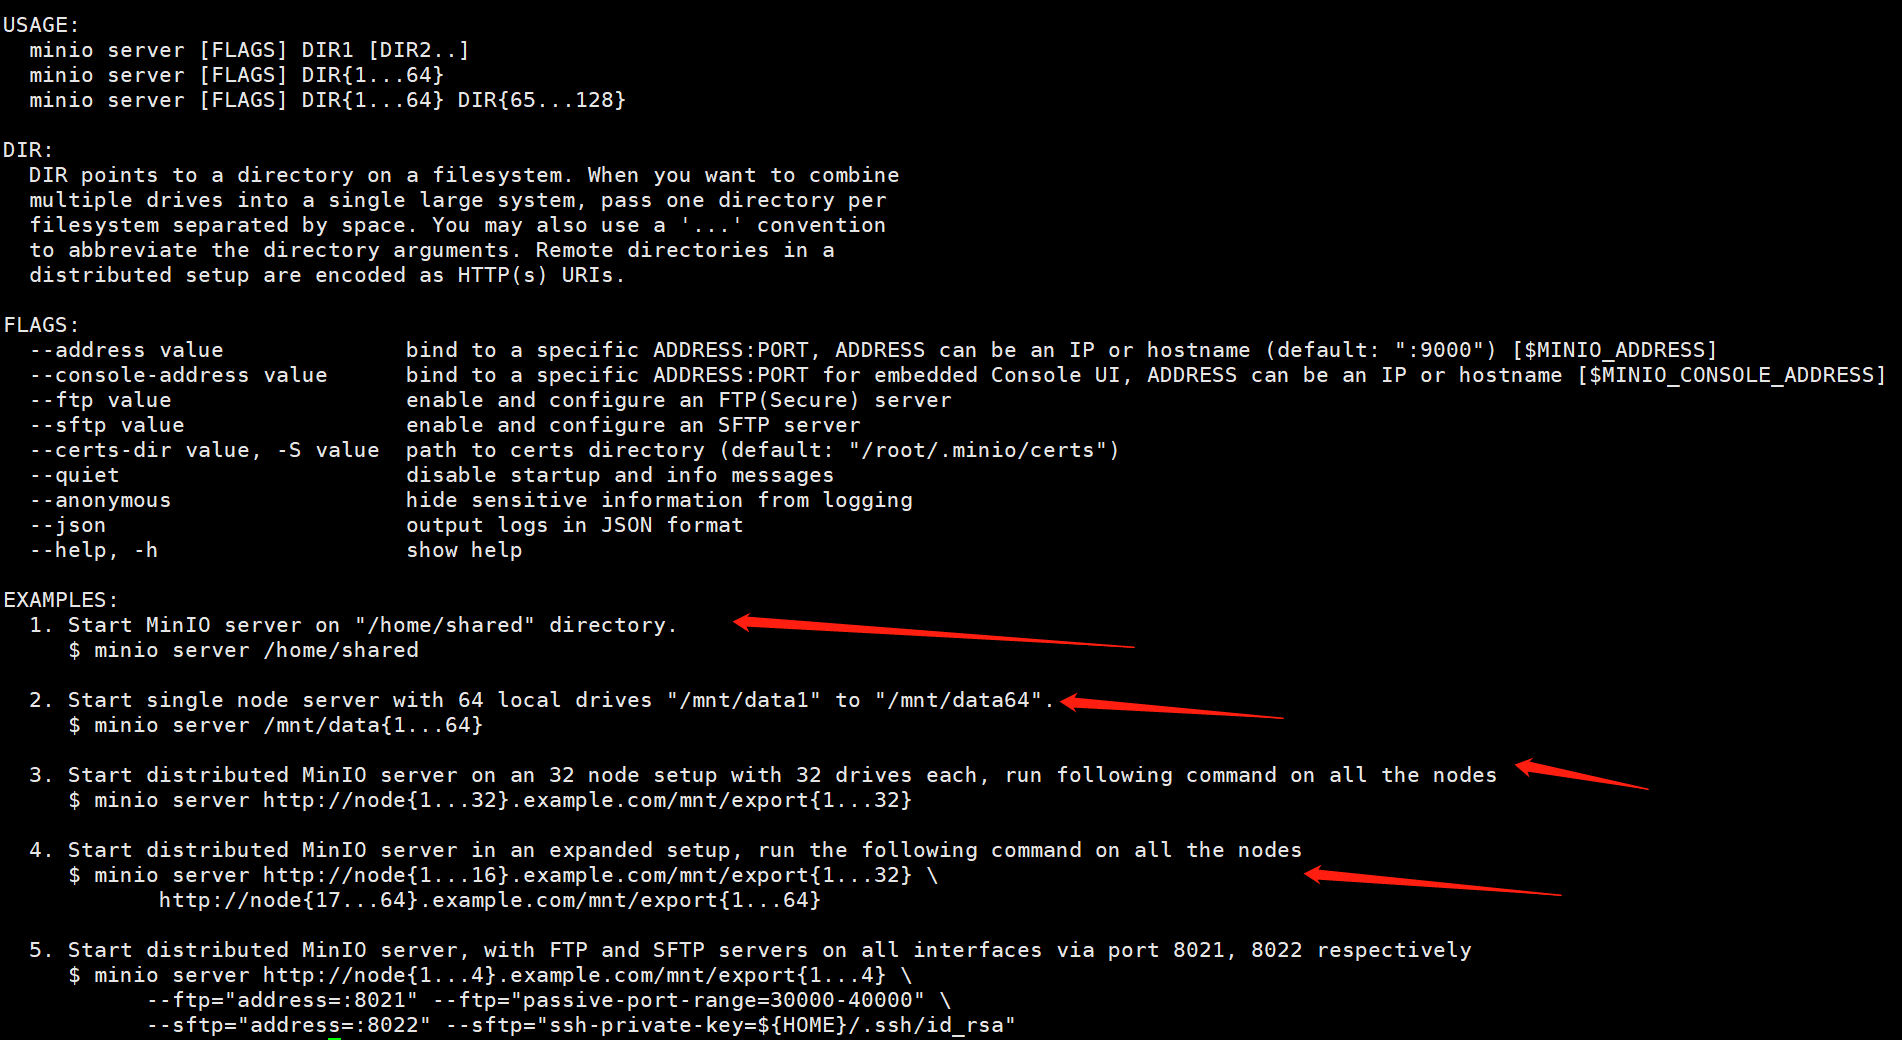 USAGE:
  minio server [FLAGS] DIR1 [DIR2..]
  minio server [FLAGS] DIR{1...64}
  minio server [FLAGS] DIR{1...64} DIR{65...128}

DIR:
  DIR points to a directory on a filesystem. When you want to combine
  multiple drives into a single large system, pass one directory per
  filesystem separated by space. You may also use a '...' convention
  to abbreviate the directory arguments. Remote directories in a
  distributed setup are encoded as HTTP(s) URIs.

FLAGS:
  --address value              bind to a specific ADDRESS:PORT, ADDRESS can be an IP or hostname (default: ":9000") [$MINIO_ADDRESS]
  --console-address value      bind to a specific ADDRESS:PORT for embedded Console UI, ADDRESS can be an IP or hostname [$MINIO_CONSOLE_ADDRESS]
  --ftp value                  enable and configure an FTP(Secure) server
  --sftp value                 enable and configure an SFTP server
  --certs-dir value, -S value  path to certs directory (default: "/root/.minio/certs")
  --quiet                      disable startup and info messages
  --anonymous                  hide sensitive information from logging
  --json                       output logs in JSON format
  --help, -h                   show help

EXAMPLES:
  1. Start MinIO server on "/home/shared" directory.
     $ minio server /home/shared

  2. Start single node server with 64 local drives "/mnt/data1" to "/mnt/data64".
     $ minio server /mnt/data{1...64}

  3. Start distributed MinIO server on an 32 node setup with 32 drives each, run following command on all the nodes
     $ minio server http://node{1...32}.example.com/mnt/export{1...32}

  4. Start distributed MinIO server in an expanded setup, run the following command on all the nodes
     $ minio server http://node{1...16}.example.com/mnt/export{1...32} \
            http://node{17...64}.example.com/mnt/export{1...64}

  5. Start distributed MinIO server, with FTP and SFTP servers on all interfaces via port 8021, 8022 respectively
     $ minio server http://node{1...4}.example.com/mnt/export{1...4} \
           --ftp="address=:8021" --ftp="passive-port-range=30000-40000" \
           --sftp="address=:8022" --sftp="ssh-private-key=${HOME}/.ssh/id_rsa"